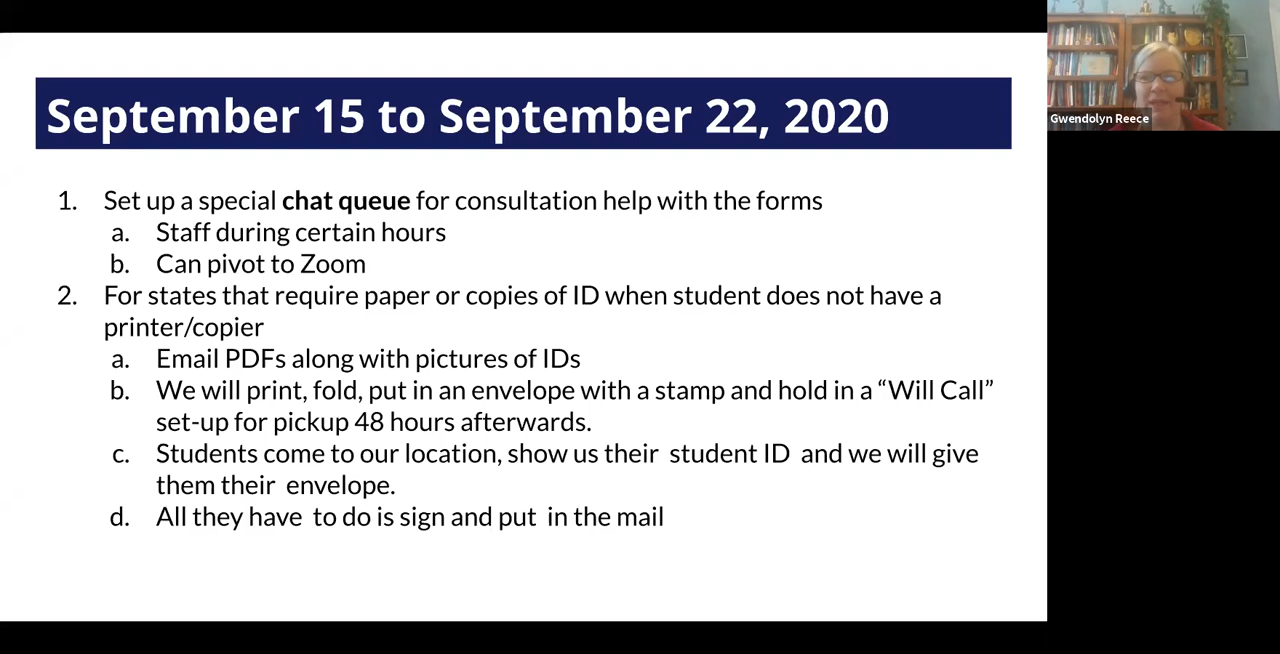 September 15 to September 22, 2020
Gwendolyn Reece
1. Set up a special chat queue for consultation help with the forms
a. Staff during certain hours
b. Can pivot to Zoom
2. For states that require paper or copies of ID when student does not have a
printer/copier
a. Email PDFs along with pictures of IDs
b. We will print, fold, put in an envelope with a stamp and hold in a “Will Call”
set-up for pickup 48 hours afterwards.
c. Students come to our location, show us their student ID and we will give
them their envelope.
d. All they have to do is sign and put in the mail